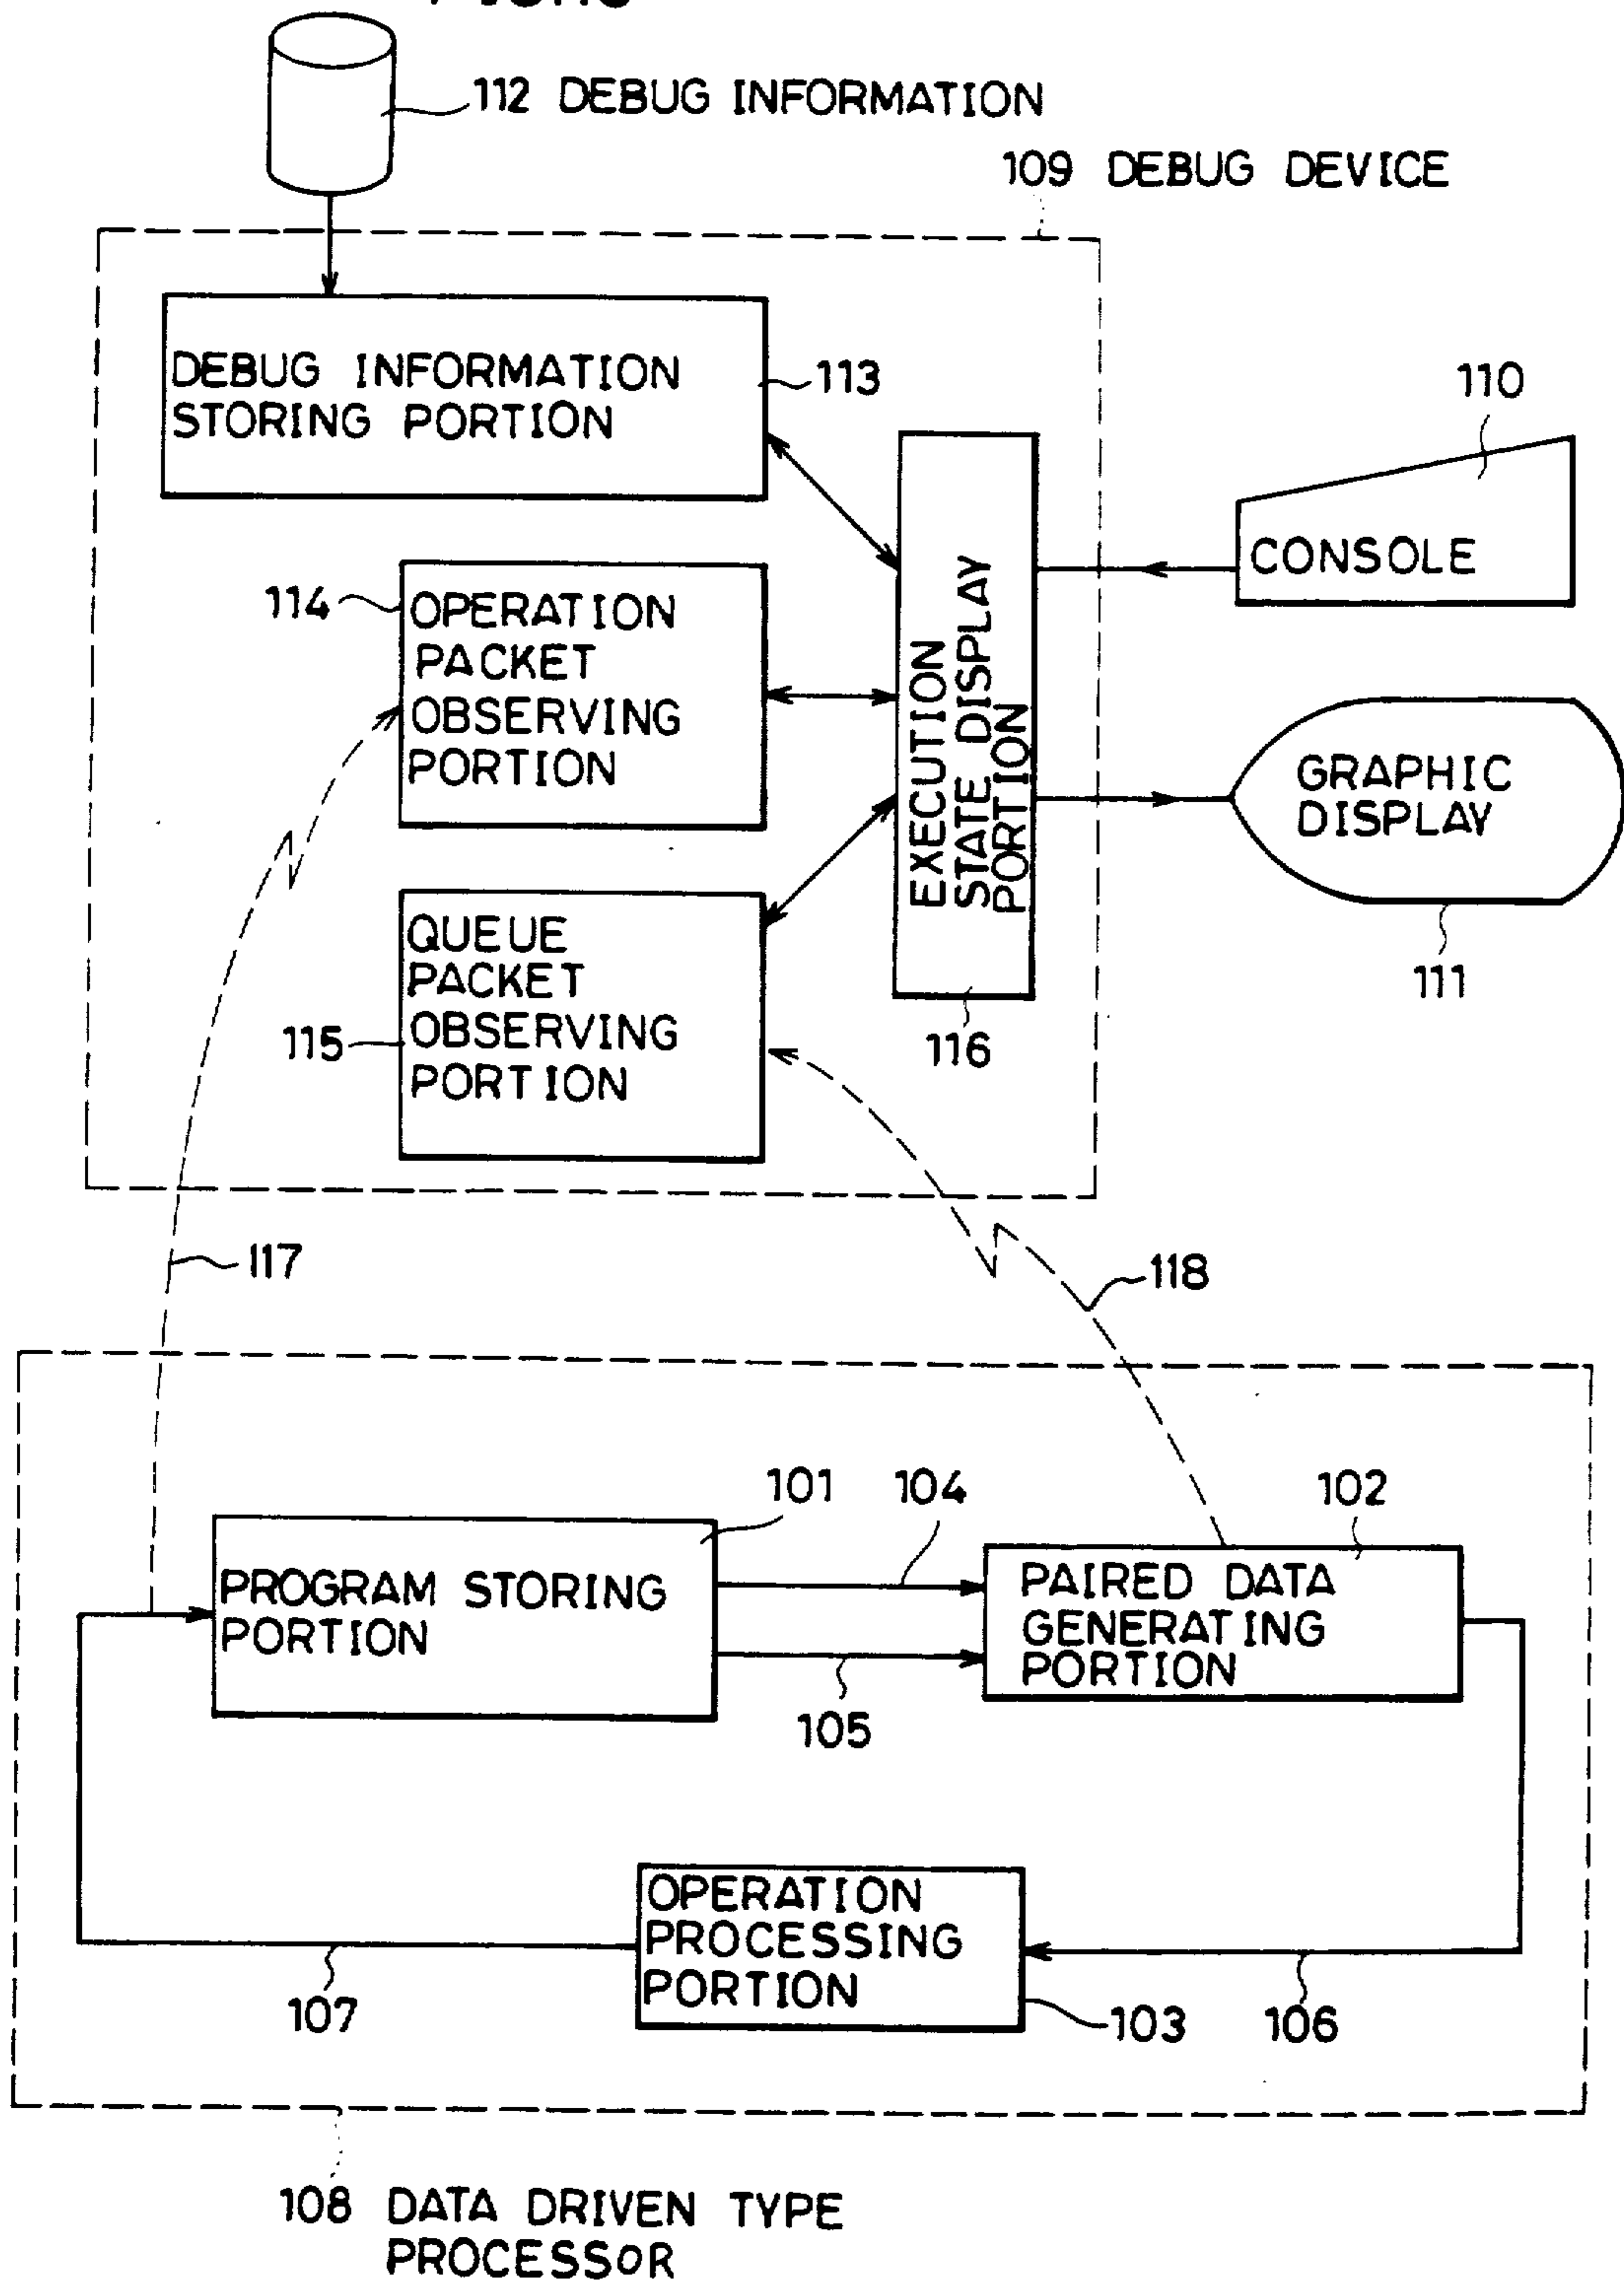 112 DEBUG INFORMATION
109 DEBUG DEVICE
DEBUG INFORMATION
STORING PORTION
113
110
CONSOLE
114
OPERATION
PACKET
OBSERVING
PORTION
EXECUTION
STATE DISPLAY
PORTION
GRAPHIC
DISPLAY
111
QUEUE
PACKET
OBSERVING
PORTION
115
116
117
118
101
104
102
PROGRAM STORING
PORTION
PAIRED DATA
GENERATING
PORTION
105
OPERATION
PROCESSING
PORTION
107
103
106
108 DATA DRIVEN TYPE
PROCESSOR